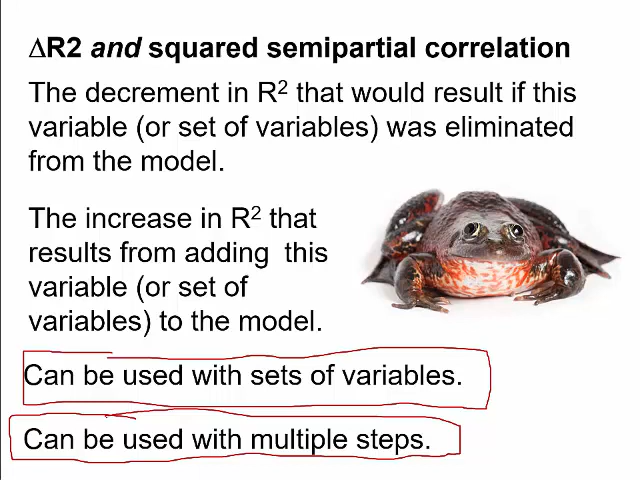 ∆R2 and squared semipartial correlation
The decrement in R² that would result if this
variable (or set of variables) was eliminated
from the model.
The increase in R² that
results from adding this
variable (or set of
variables) to the model.
Can be used with sets of variables.
Can be used with multiple steps.